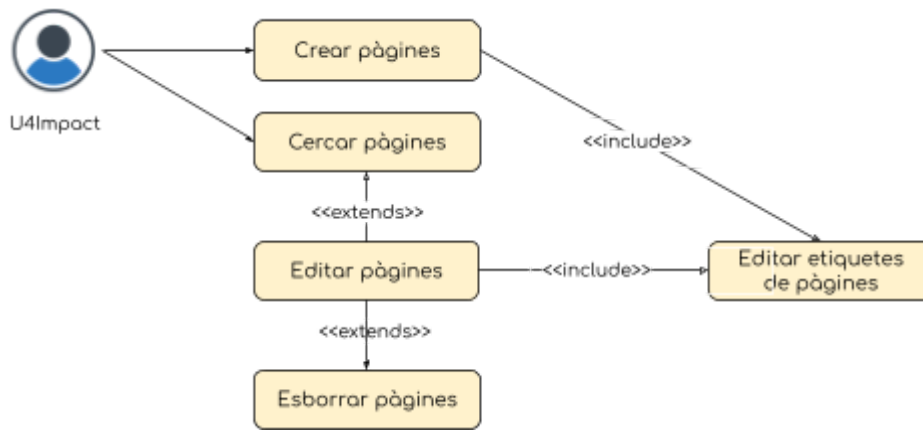 Crear pàgines
U4Impact
Cercar pàgines
<<include>>
<<extends>>
Editar pàgines
<<include>>
Editar etiquetes
de pàgines
<<extends>>
Esborrar pàgines